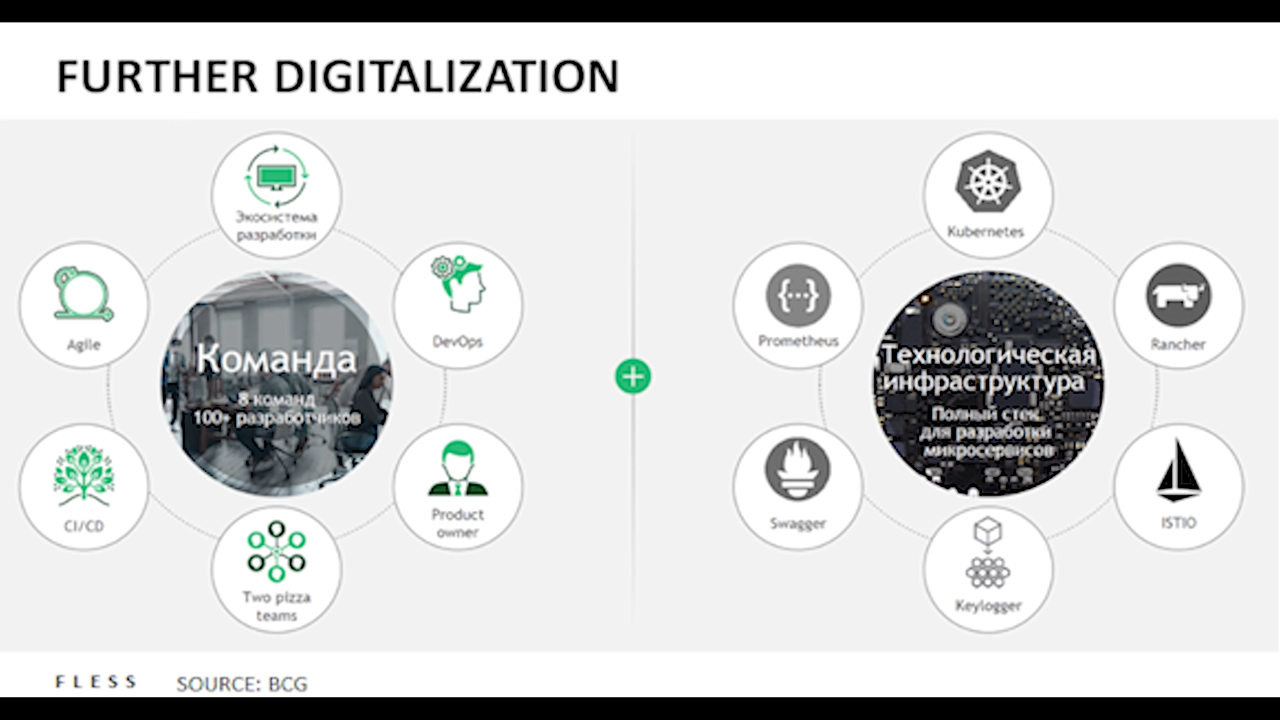 FURTHER DIGITALIZATION
Экосистема
разработки
Agile
DevOps
Команда
8 команд
100+ разработчиков
CI/CD
Product
owner
Two pizza
teams
Kubernetes
Prometheus
Rancher
Технологическая
инфраструктура
Полный стек
для разработки
микросервисов
Swagger
ISTIO
Keylogger
FLESS
SOURCE: BCG